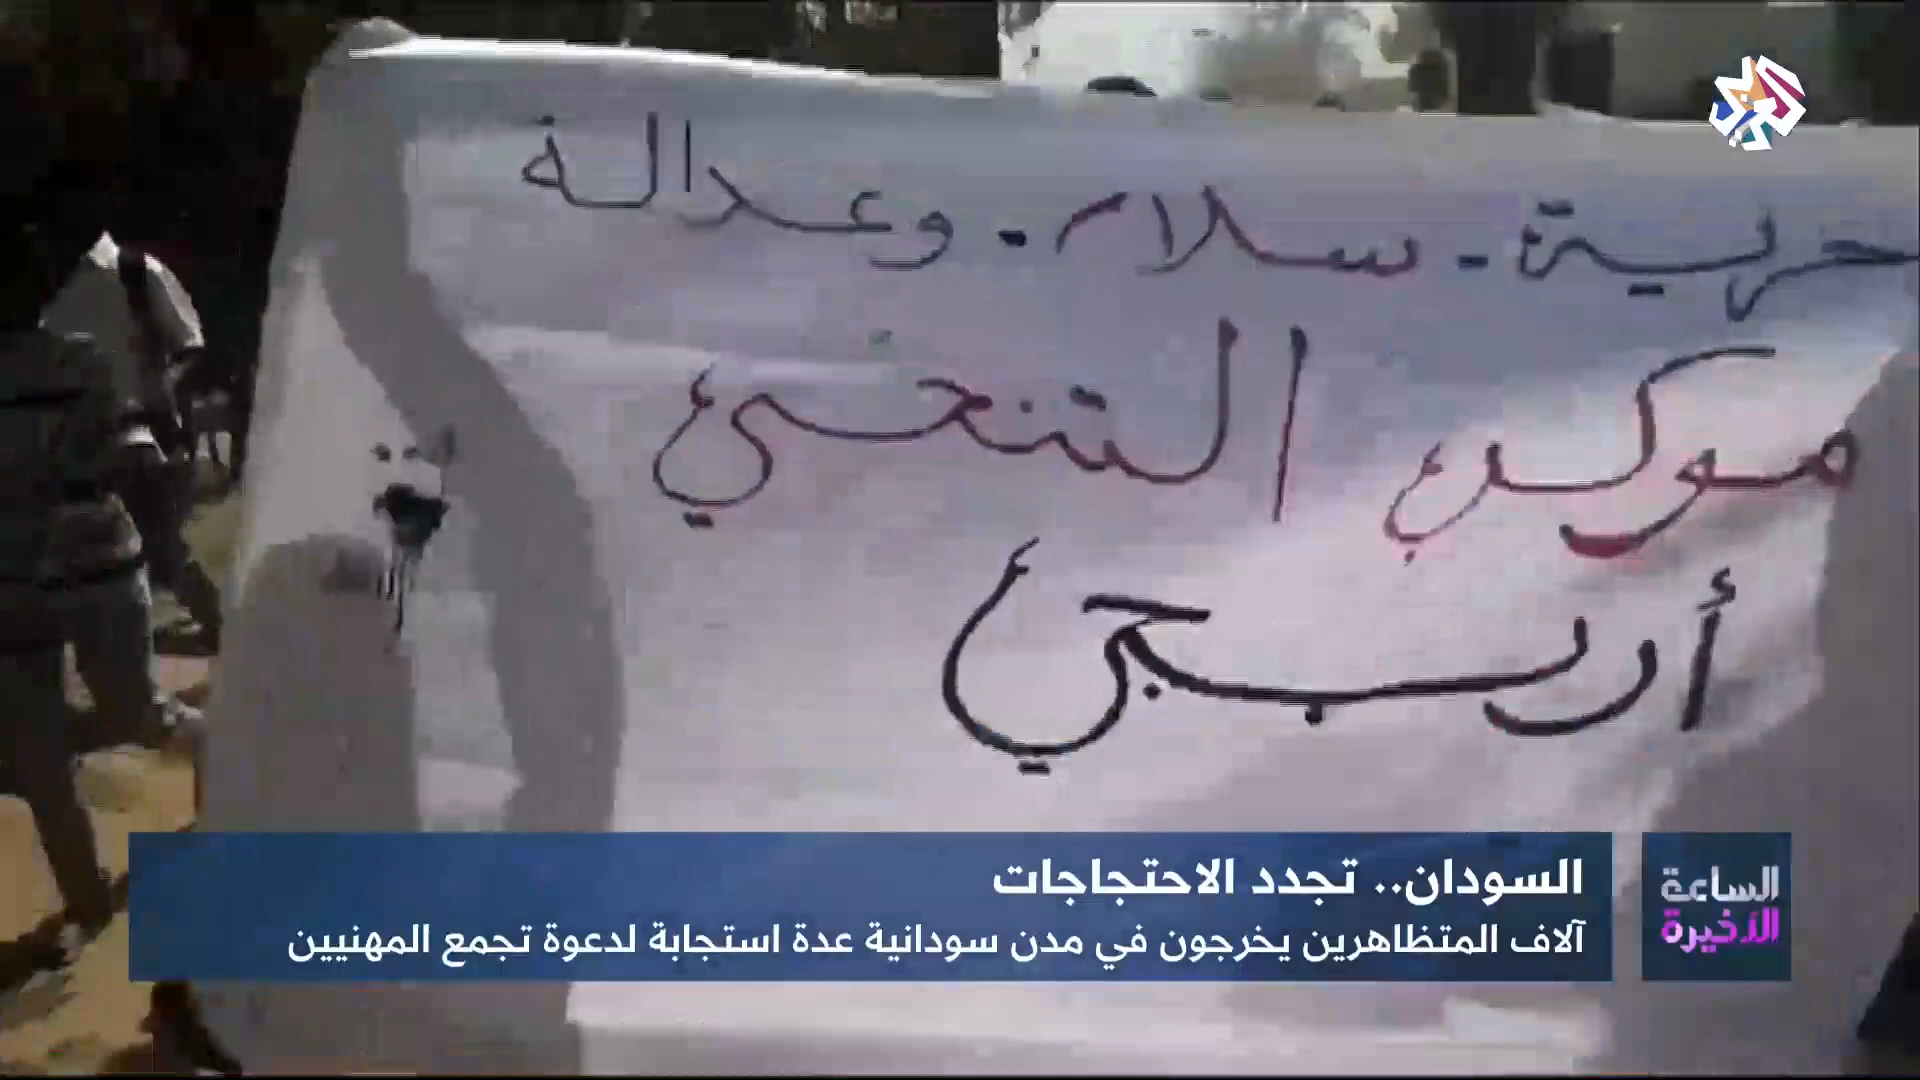 حرية - سلام - وعدالة
موكب التنحي
أربجي
السودان.. تجدد الاحتجاجات
آلاف المتظاهرين يخرجون في مدن سودانية عدة استجابة لدعوة تجمع المهنيين
الساعة
الأخيرة